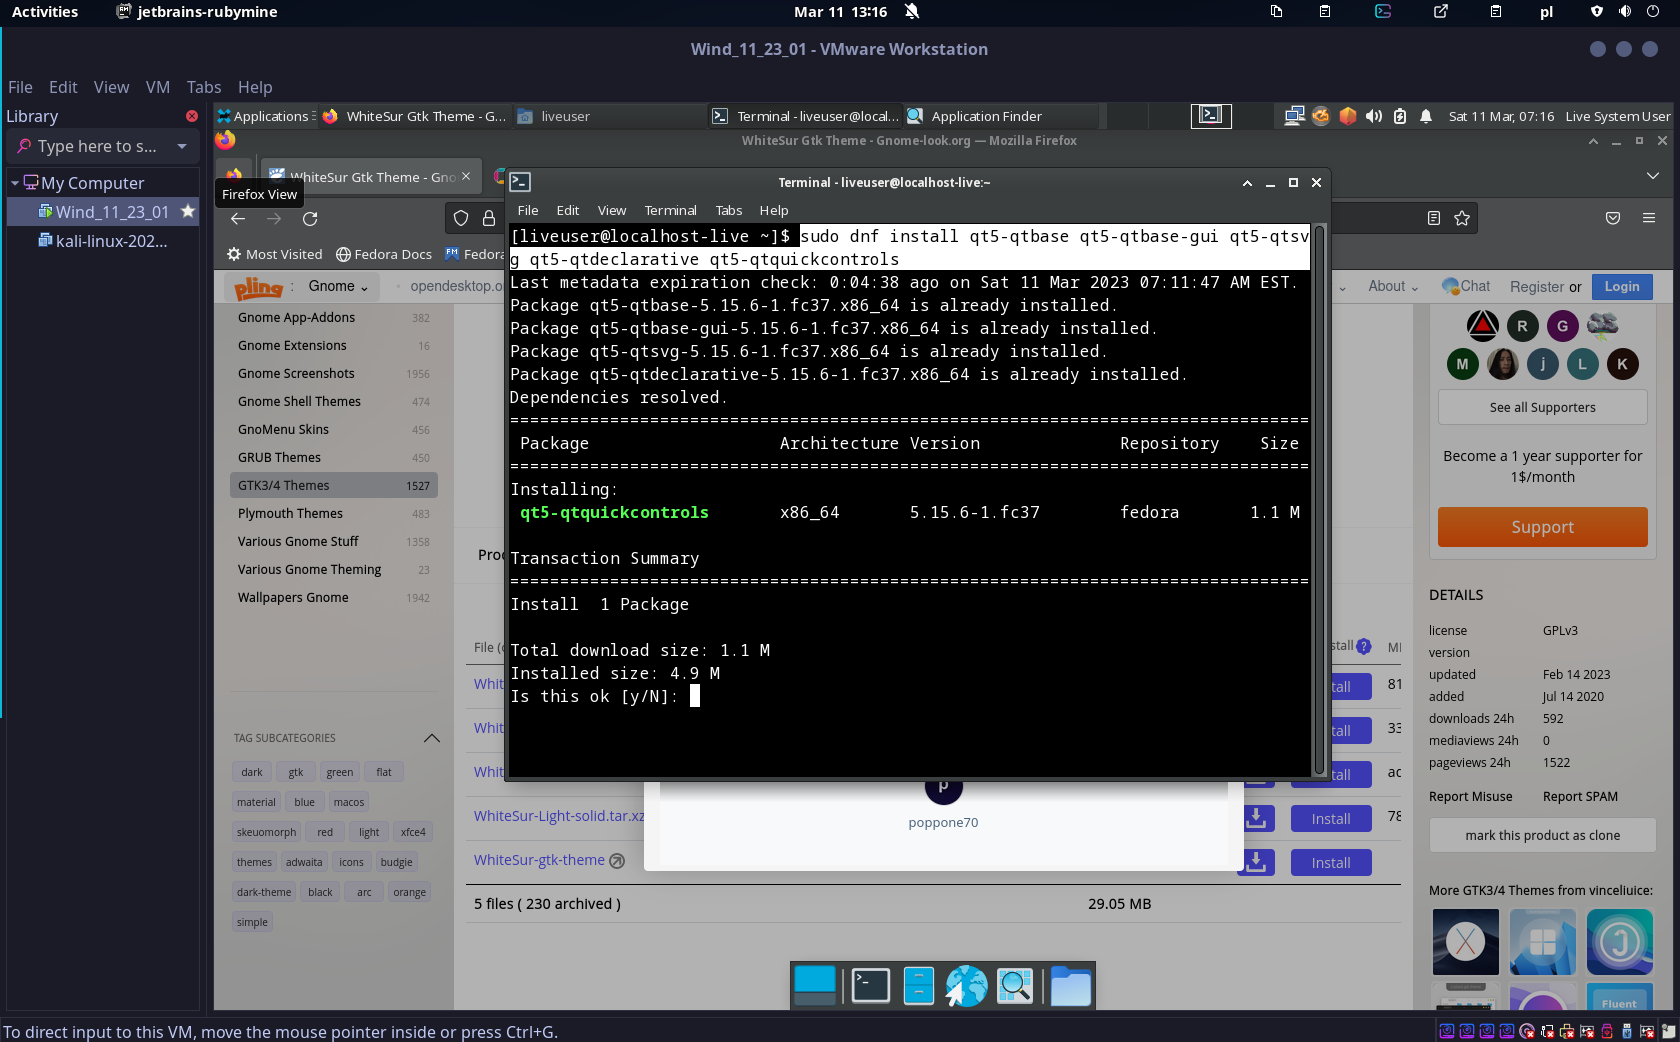 Activities
jetbrains-rubymine
Mar 11 13:16
pl
Wind_11_23_01 - VMware Workstation
File Edit View VM Tabs Help
Library
Type here to s...
My Computer
Wind_11_23_01
kali-linux-202...
Applications
WhiteSur Gtk Theme - G...
liveuser
Terminal - liveuser@local...
Application Finder
Sat 11 Mar, 07:16
Live System User
WhiteSur Gtk Theme - Gnome-look.org — Mozilla Firefox
WhiteSur Gtk Theme - Gno
Firefox View
Most Visited
Fedora Docs
Fedora
pling
Gnome
opendesktop.o
About
Chat
Register or
Login
Gnome App-Addons 382
Gnome Extensions 16
Gnome Screenshots 1956
Gnome Shell Themes 474
GnoMenu Skins 456
GRUB Themes 450
GTK3/4 Themes 1527
Plymouth Themes 483
Various Gnome Stuff 1358
Various Gnome Theming 23
Wallpapers Gnome 1942
TAG SUBCATEGORIES
dark gtk green flat
material blue macos
skeuomorph red light xfce4
themes adwaita icons budgie
dark-theme black arc orange
simple
Terminal - liveuser@localhost-live:~
File Edit View Terminal Tabs Help
[liveuser@localhost-live ~]$ sudo dnf install qt5-qtbase qt5-qtbase-gui qt5-qtsv
g qt5-qtdeclarative qt5-qtquickcontrols
Last metadata expiration check: 0:04:38 ago on Sat 11 Mar 2023 07:11:47 AM EST.
Package qt5-qtbase-5.15.6-1.fc37.x86_64 is already installed.
Package qt5-qtbase-gui-5.15.6-1.fc37.x86_64 is already installed.
Package qt5-qtsvg-5.15.6-1.fc37.x86_64 is already installed.
Package qt5-qtdeclarative-5.15.6-1.fc37.x86_64 is already installed.
Dependencies resolved.
================================================================================
Package Architecture Version Repository Size
================================================================================
Installing:
qt5-qtquickcontrols x86_64 5.15.6-1.fc37 fedora 1.1 M
Transaction Summary
================================================================================
Install 1 Package
Total download size: 1.1 M
Installed size: 4.9 M
Is this ok [y/N]:
Proc
File (
Whit
Whit
Whit
WhiteSur-Light-solid.tar.xz
WhiteSur-gtk-theme
5 files ( 230 archived )
29.05 MB
poppone70
stall
M
tall 81
tall 33
tall
Install 78
Install
R G
M j L K
See all Supporters
Become a 1 year supporter for
1$/month
Support
DETAILS
license GPLv3
version
updated Feb 14 2023
added Jul 14 2020
downloads 24h 592
mediaviews 24h 0
pageviews 24h 1522
Report Misuse Report SPAM
mark this product as clone
More GTK3/4 Themes from vinceliuice:
Fluent
To direct input to this VM, move the mouse pointer inside or press Ctrl+G.